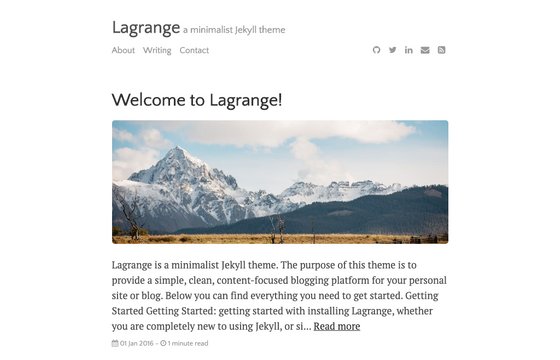 Lagrange a minimalist Jekyll theme
About Writing Contact
Welcome to Lagrange!
Lagrange is a minimalist Jekyll theme. The purpose of this theme is to
provide a simple, clean, content-focused blogging platform for your personal
site or blog. Below you can find everything you need to get started. Getting
Started Getting Started: getting started with installing Lagrange, whether
you are completely new to using Jekyll, or si... Read more
01 Jan 2016 - 1 minute read